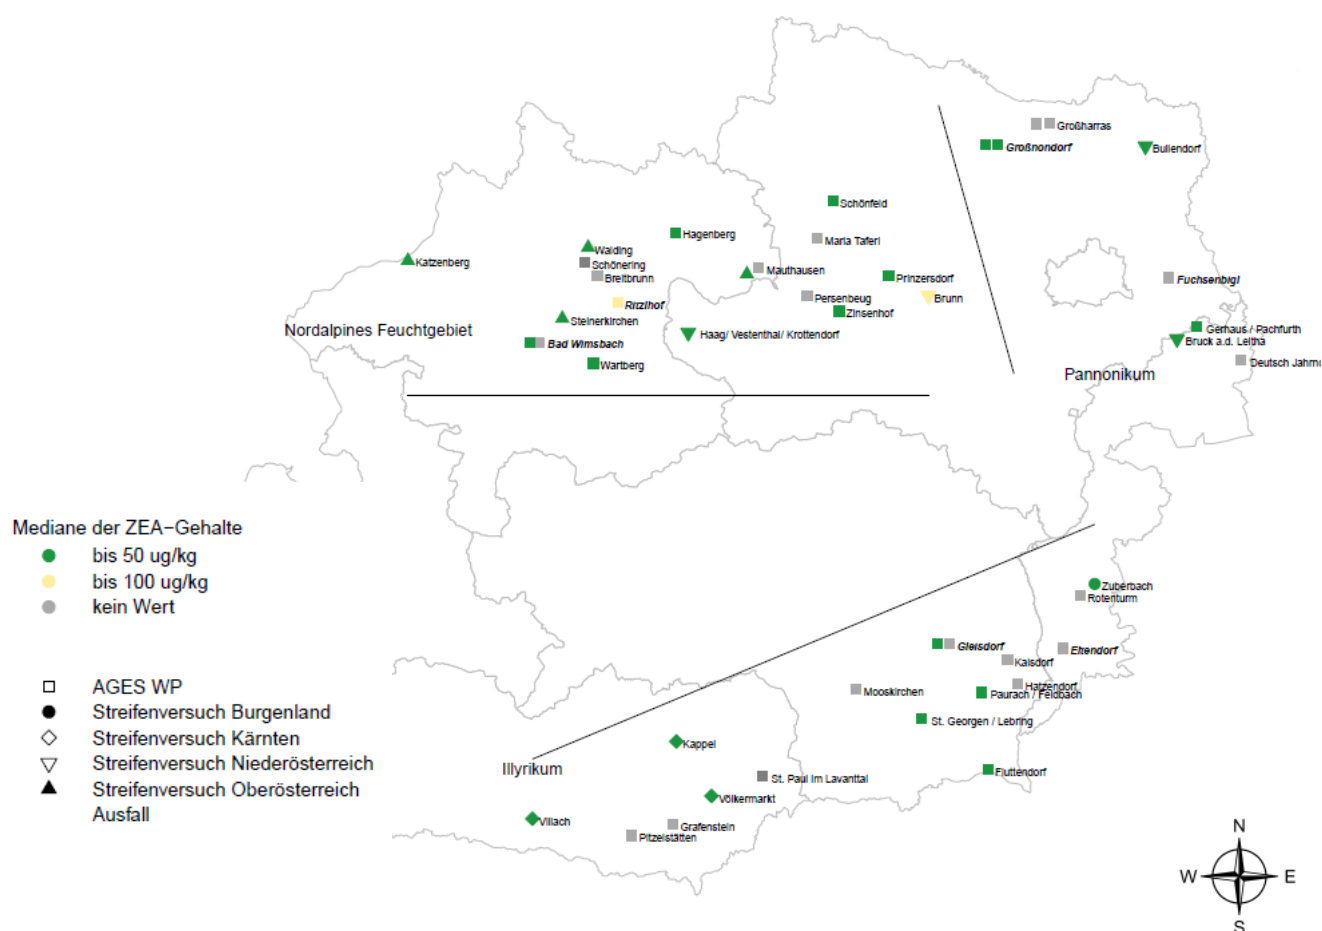 Großharras
Großnondorf
Bullendorf
Schönfeld
Hagenberg
Maria Taferl
Walding
Katzenberg
Schönering
Mauthausen
Breitbrunn
Prinzersdorf
Fuchsenbigl
Ritzlhof
Persenbeug
Brunn
Zinsenhof
Steinerkirchen
Nordalpines Feuchtgebiet
Haag/ Vestenthal/ Krottendorf
Gerhaus / Pachfurth
Bruck a.d. Leitha
Bad Wimsbach
Wartberg
Deutsch Jahrn
Pannonikum
Mediane der ZEA-Gehalte
bis 50 ug/kg
bis 100 ug/kg
kein Wert
Zuberbach
Rotenturm
Gleisdorf
Eltendorf
Kalsdorf
Hatzendorf
Mooskirchen
Paurach / Feldbach
St. Georgen / Lebring
AGES WP
Streifenversuch Burgenland
Streifenversuch Kärnten
Streifenversuch Niederösterreich
Streifenversuch Oberösterreich
Ausfall
Kappel
Illyrikum
Fluttendorf
St. Paul im Lavanttal
Völkermarkt
Villach
Grafenstein
Pitzelstätten
N
W
E
S